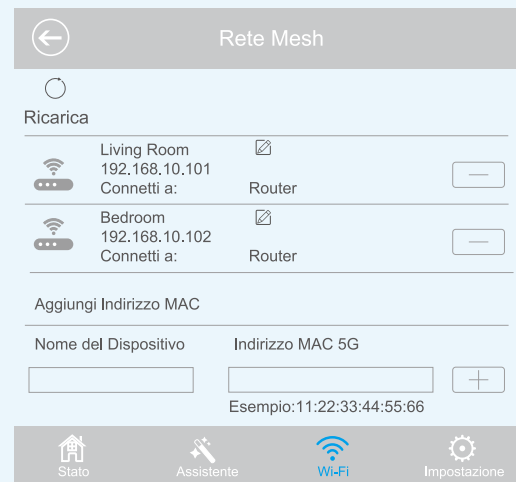 Rete Mesh
Ricarica
Living Room
192.168.10.101
Connetti a: Router
Bedroom
192.168.10.102
Connetti a: Router
Aggiungi Indirizzo MAC
Nome del Dispositivo Indirizzo MAC 5G
Esempio:11:22:33:44:55:66
Stato Assistente Wi-Fi Impostazione